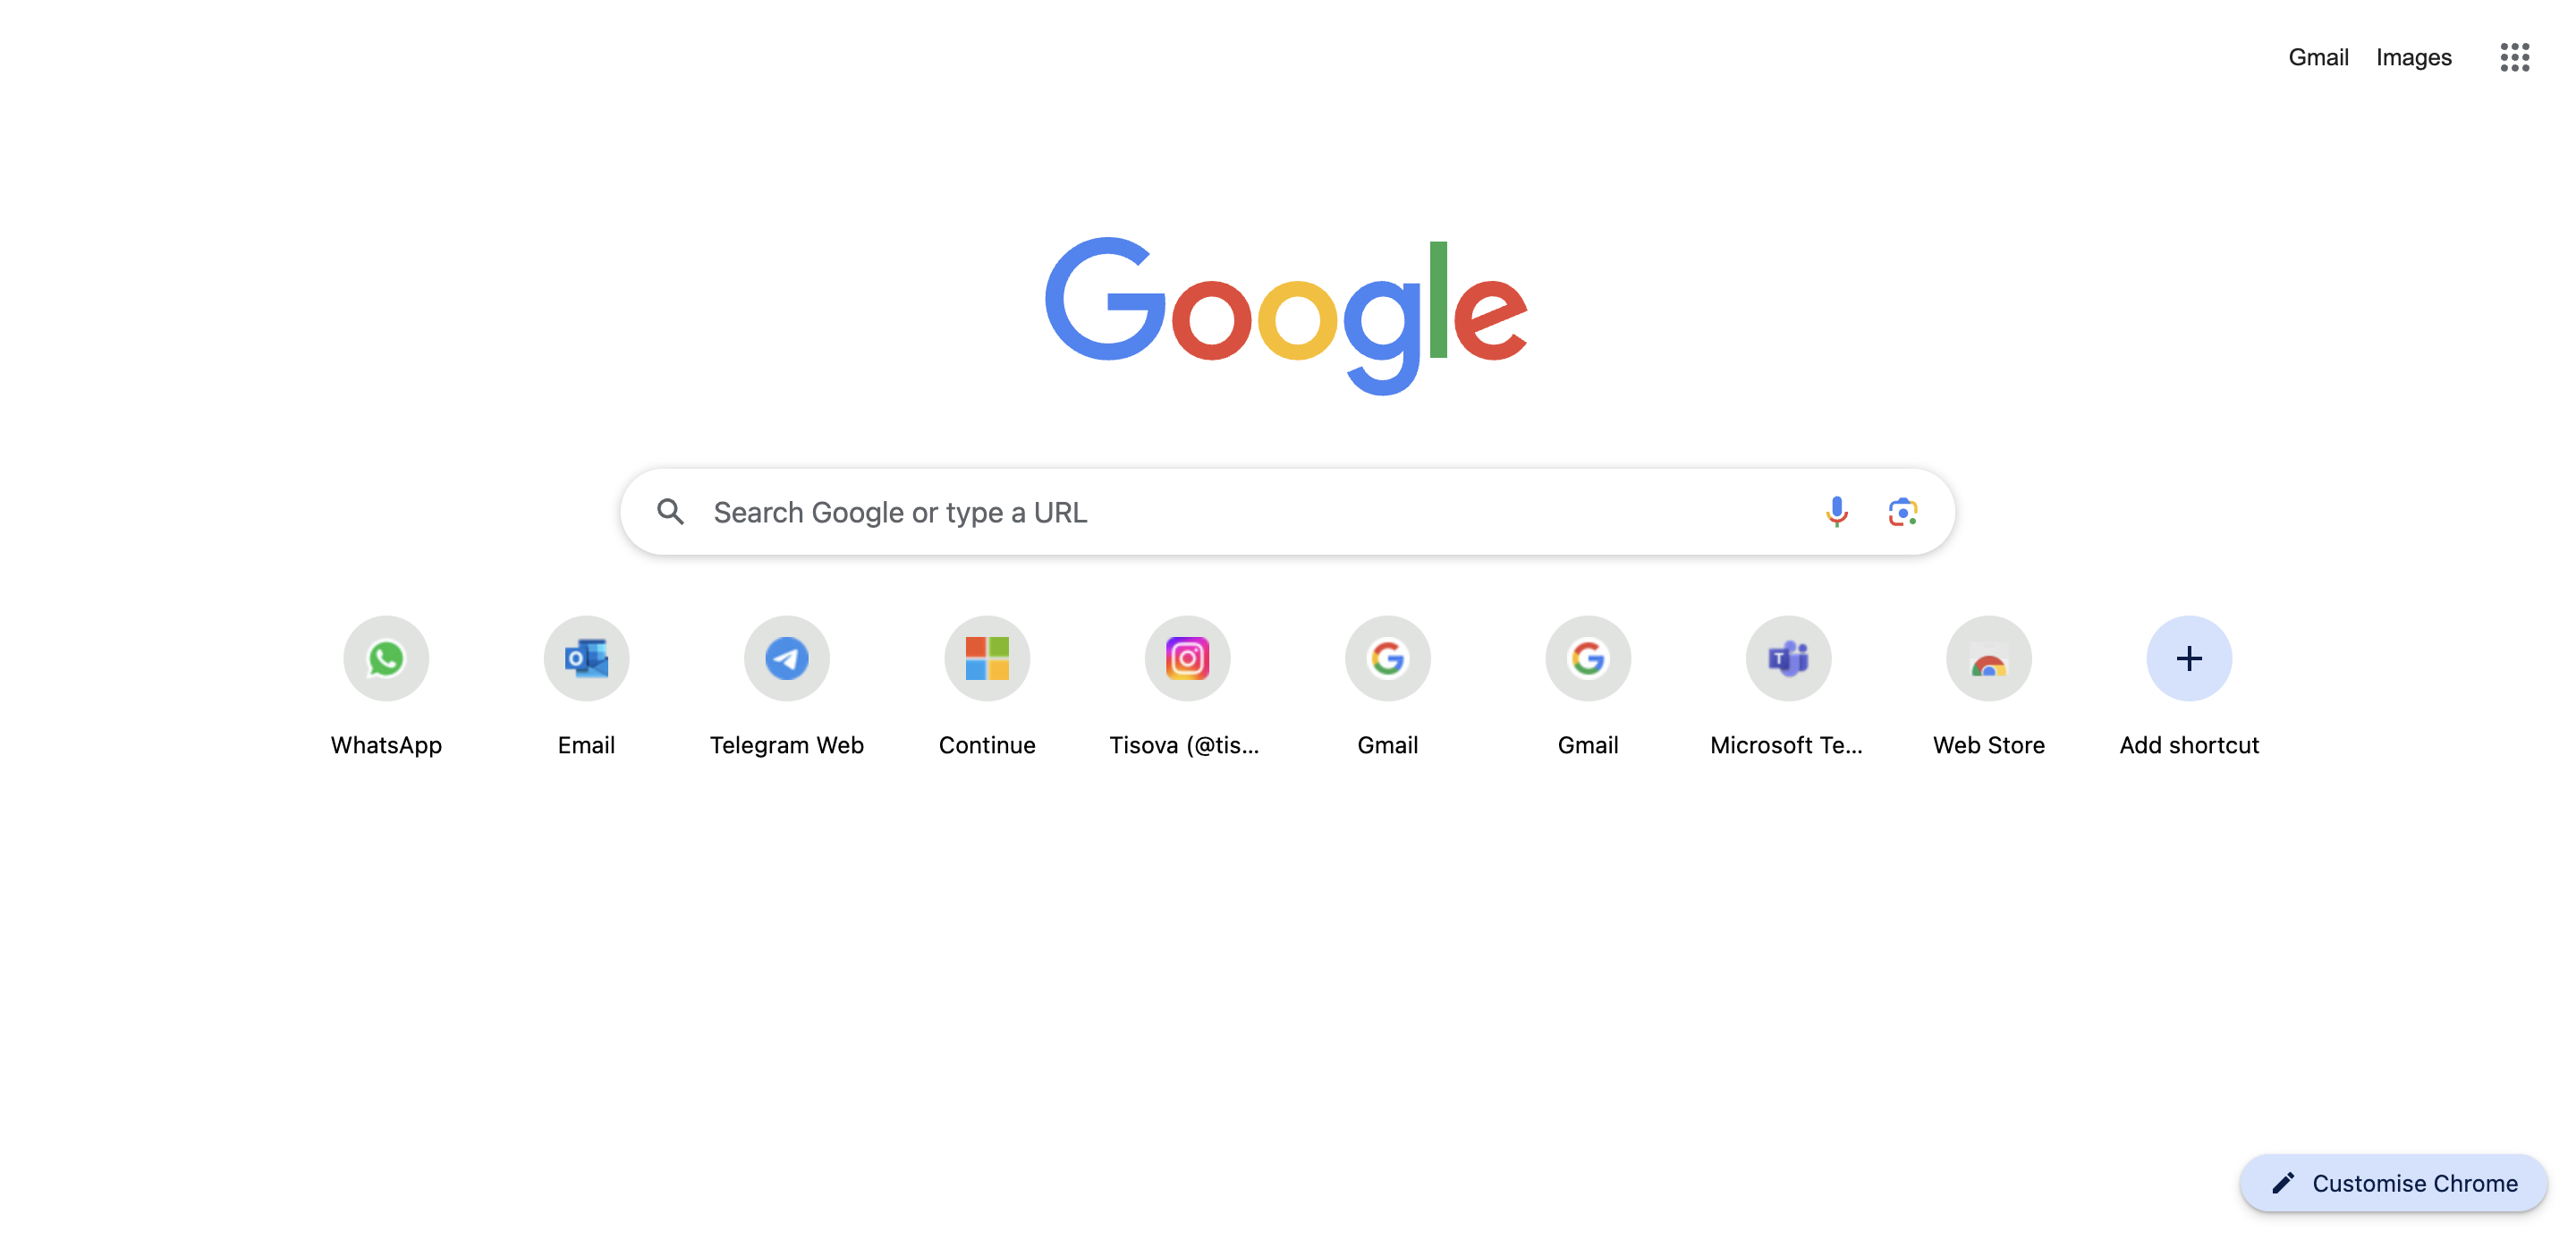 Gmail Images
Google
Search Google or type a URL
WhatsApp Email Telegram Web Continue Tisova (@tis... Gmail Gmail Microsoft Te... Web Store Add shortcut
Customise Chrome